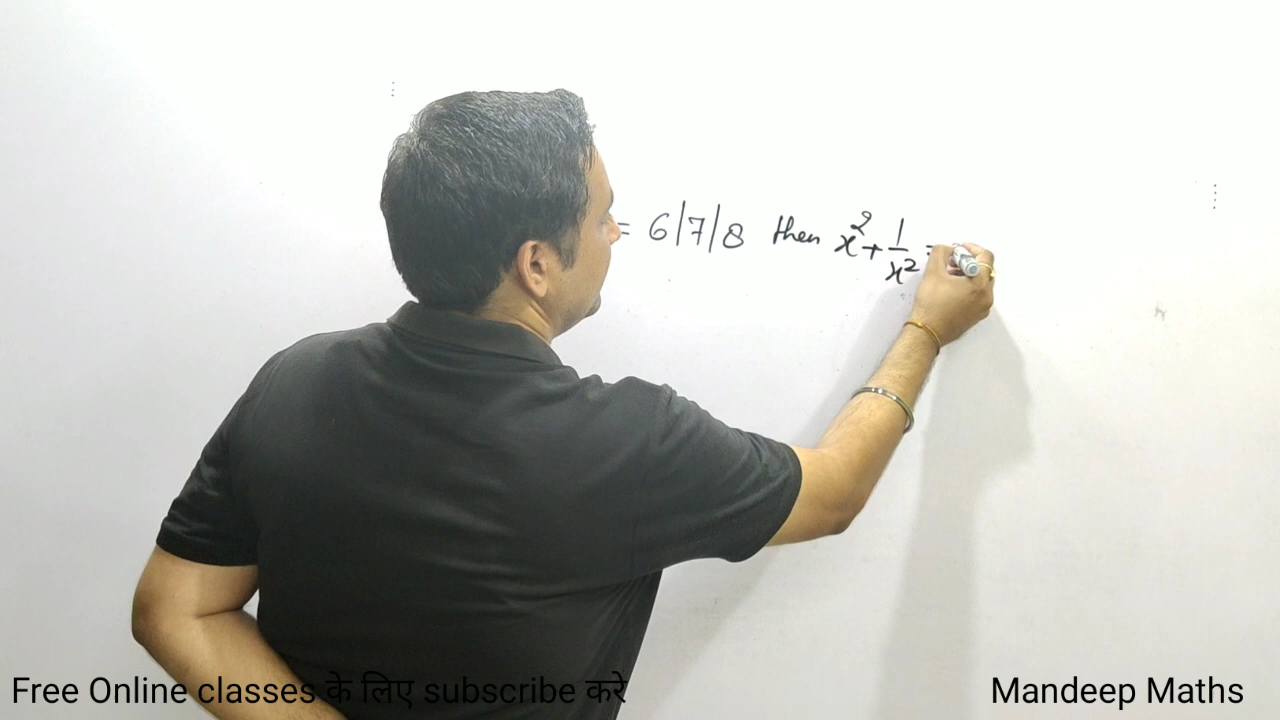 = 6/7/8 then x²+1/x² =
Free Online classes के लिए subscribe करे
Mandeep Maths